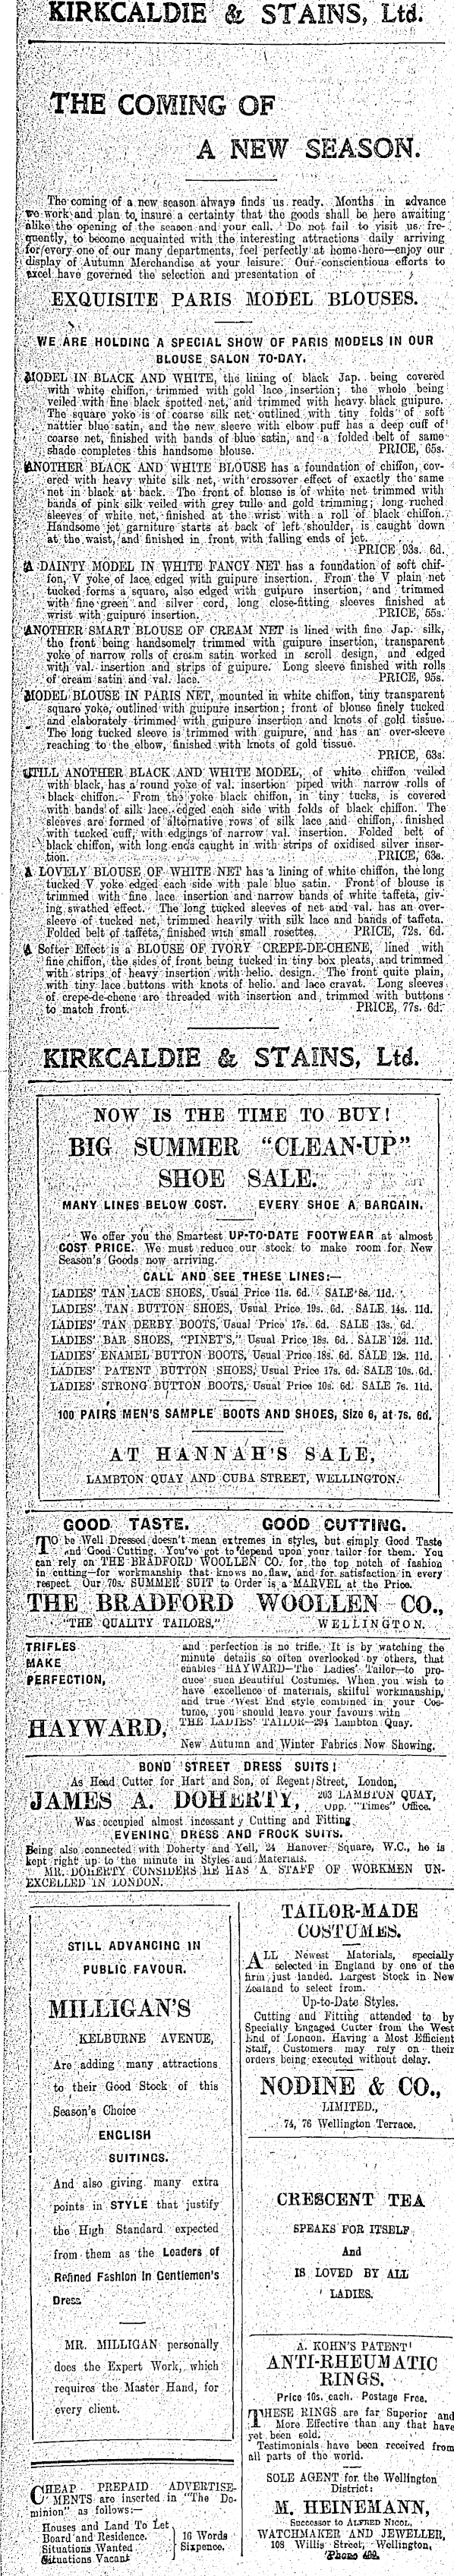 KIRKCALDIE & STAINS, Ltd.
THE COMING OF
A NEW SEASON.
The coming of a new season always finds us ready. Months in advance
we work and plan to insure a certainty that the goods shall be here awaiting
alike the opening of the season and your call. Do not fail to visit us fre-
quently, to become acquainted with the interesting attractions daily arriving
for every one of our many departments, feel perfectly at home here—enjoy our
display of Autumn Merchandise at your leisure. Our conscientious efforts to
excel have governed the selection and presentation of
EXQUISITE PARIS MODEL BLOUSES.
WE ARE HOLDING A SPECIAL SHOW OF PARIS MODELS IN OUR
BLOUSE SALON TO-DAY.
MODEL IN BLACK AND WHITE, the lining of black Jap. being covered
with white chiffon, trimmed with gold lace insertion; the whole being
veiled with fine black spotted net, and trimmed with heavy black guipure.
The square yoke is of coarse silk net outlined with tiny folds of soft
nattier blue satin, and the new sleeve with elbow puff has a deep cuff of
coarse net, finished with bands of blue satin, and a folded belt of same
shade completes this handsome blouse. PRICE, 65s.
ANOTHER BLACK AND WHITE BLOUSE has a foundation of chiffon, cov-
ered with heavy white silk net, with crossover effect of exactly the same
net in black at back. The front of blouse is of white net trimmed with
bands of pink silk veiled with grey tulle and gold trimming; long ruched
sleeves of white net, finished at the wrist with a roll of black chiffon.
Handsome jet garniture starts at back of left shoulder, is caught down
at the waist, and finished in front with falling ends of jet.
PRICE 93s. 6d.
A DAINTY MODEL IN WHITE FANCY NET has a foundation of soft chif-
fon, V yoke of lace edged with guipure insertion. From the V plain net
tucked forms a square, also edged with guipure insertion, and trimmed
with fine green and silver cord, long close-fitting sleeves finished at
wrist with guipure insertion. PRICE, 55s.
ANOTHER SMART BLOUSE OF CREAM NET is lined with fine Jap. silk,
the front being handsomely trimmed with guipure insertion, transparent
yoke of narrow rolls of cream satin worked in scroll design, and edged
with val. insertion and strips of guipure. Long sleeve finished with rolls
of cream satin and val. lace. PRICE, 95s.
MODEL BLOUSE IN PARIS NET, mounted in white chiffon, tiny transparent
square yoke, outlined with guipure insertion; front of blouse finely tucked
and elaborately trimmed with guipure insertion and knots of gold tissue.
The long tucked sleeve is trimmed with guipure, and has an over-sleeve
reaching to the elbow, finished with knots of gold tissue.
PRICE, 63s.
STILL ANOTHER BLACK AND WHITE MODEL, of white chiffon veiled
with black, has a round yoke of val. insertion piped with narrow rolls of
black chiffon. From the yoke black chiffon, in tiny tucks, is covered
with bands of silk lace edged each side with folds of black chiffon. The
sleeves are formed of alternative rows of silk lace and chiffon, finished
with tucked cuff, with edgings of narrow val. insertion. Folded belt of
black chiffon, with long ends caught in with strips of oxidised silver inser-
tion. PRICE, 63s.
A LOVELY BLOUSE OF WHITE NET has a lining of white chiffon, the long
tucked V yoke edged each side with pale blue satin. Front of blouse is
trimmed with fine lace insertion and narrow bands of white taffeta, giv-
ing swathed effect. The long tucked sleeves of net and val. has an over-
sleeve of tucked net, trimmed heavily with silk lace and bands of taffeta.
Folded belt of taffeta, finished with small rosettes. PRICE, 72s. 6d.
A Softer Effect is a BLOUSE OF IVORY CREPE-DE-CHENE, lined with
fine chiffon, the sides of front being tucked in tiny box pleats, and trimmed
with strips of heavy insertion with helio. design. The front quite plain,
with tiny lace buttons with knots of helio. and lace cravat. Long sleeves
of crepe-de-chene are threaded with insertion and trimmed with buttons
to match front. PRICE, 77s. 6d.
KIRKCALDIE & STAINS, Ltd.
NOW IS THE TIME TO BUY!
BIG SUMMER "CLEAN-UP"
SHOE SALE.
MANY LINES BELOW COST. EVERY SHOE A BARGAIN.
We offer you the Smartest UP-TO-DATE FOOTWEAR at almost
COST PRICE. We must reduce our stock to make room for New
Season's Goods now arriving.
CALL AND SEE THESE LINES:—
LADIES' TAN LACE SHOES, Usual Price 11s. 6d. SALE 8s. 11d.
LADIES' TAN BUTTON SHOES, Usual Price 19s. 6d. SALE 14s. 11d.
LADIES' TAN DERBY BOOTS, Usual Price 17s. 6d. SALE 13s. 6d.
LADIES' BAR SHOES, "PINET'S," Usual Price 18s. 6d. SALE 12s. 11d.
LADIES' ENAMEL BUTTON BOOTS, Usual Price 18s. 6d. SALE 12s. 11d.
LADIES' PATENT BUTTON SHOES, Usual Price 17s. 6d. SALE 10s. 6d.
LADIES' STRONG BUTTON BOOTS, Usual Price 10s. 6d. SALE 7s. 11d.
100 PAIRS MEN'S SAMPLE BOOTS AND SHOES, Size 6, at 7s. 6d.
AT HANNAH'S SALE,
LAMBTON QUAY AND CUBA STREET, WELLINGTON.
GOOD TASTE. GOOD CUTTING.
TO be Well Dressed doesn't mean extremes in styles, but simply Good Taste
and Good Cutting. You've got to depend upon your tailor for them. You
can rely on THE BRADFORD WOOLLEN CO. for the top notch of fashion
in cutting—for workmanship that knows no flaw, and for satisfaction in every
respect. Our 70s. SUMMER SUIT to Order is a MARVEL at the Price.
THE BRADFORD WOOLLEN CO.,
"THE QUALITY TAILORS," WELLINGTON.
TRIFLES
MAKE
PERFECTION,
HAYWARD,
and perfection is no trifle. It is by watching the
minute details so often overlooked by others, that
enables HAYWARD—The Ladies' Tailor—to pro-
duce such Beautiful Costumes. When you wish to
have excellence of materials, skilful workmanship,
and true West End style combined in your Cos-
tume, you should leave your favours with
THE LADIES' TAILOR—294 Lambton Quay.
New Autumn and Winter Fabrics Now Showing.
BOND STREET DRESS SUITS!
As Head Cutter for Hart and Son, of Regent Street, London,
JAMES A. DOHERTY, 203 LAMBTON QUAY,
Opp. "Times" Office.
Was occupied almost incessantly Cutting and Fitting
EVENING DRESS AND FROCK SUITS.
Being also connected with Doherty and Yell, 24 Hanover Square, W.C., he is
kept right up to the minute in Styles and Materials.
MR. DOHERTY CONSIDERS HE HAS A STAFF OF WORKMEN UN-
EXCELLED IN LONDON.
STILL ADVANCING IN
PUBLIC FAVOUR.
MILLIGAN'S
KELBURNE AVENUE,
Are adding many attractions
to their Good Stock of this
Season's Choice
ENGLISH
SUITINGS.
And also giving many extra
points in STYLE that justify
the High Standard expected
from them as the Leaders of
Refined Fashion in Gentlemen's
Dress
MR. MILLIGAN personally
does the Expert Work, which
requires the Master Hand, for
every client.
CHEAP PREPAID ADVERTISE-
MENTS are inserted in "The Do-
minion" as follows:—
Houses and Land To Let
Board and Residence.
Situations Wanted
Situations Vacant
16 Words
Sixpence.
TAILOR-MADE
COSTUMES.
ALL Newest Materials, specially
selected in England by one of the
firm just landed. Largest Stock in New
Zealand to select from.
Up-to-Date Styles.
Cutting and Fitting attended to by
Specially Engaged Cutter from the West
End of London. Having a Most Efficient
Staff, Customers may rely on their
orders being executed without delay.
NODINE & CO.,
LIMITED.,
74, 76 Wellington Terrace.
CRESCENT TEA
SPEAKS FOR ITSELF
And
IS LOVED BY ALL
LADIES.
A. KOHN'S PATENT
ANTI-RHEUMATIC
RINGS.
Price 10s. each. Postage Free.
THESE RINGS are far Superior and
More Effective than any that have
yet been sold.
Testimonials have been received from
all parts of the world.
SOLE AGENT for the Wellington
District:
M. HEINEMANN,
Successor to ALFRED NICOL,
WATCHMAKER AND JEWELLER,
108 Willis Street, Wellington,